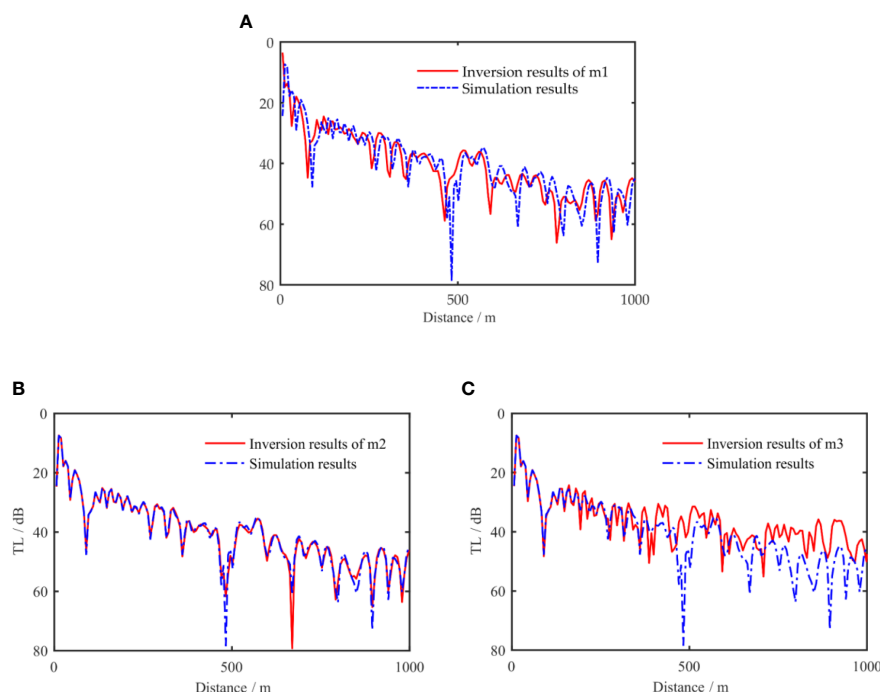 A
0
20
40
60
80
0
500
1000
Distance / m
Inversion results of m1
Simulation results
B
0
20
40
60
80
TL / dB
0
500
1000
Distance / m
Inversion results of m2
Simulation results
C
0
20
40
60
80
TL / dB
0
500
1000
Distance / m
Inversion results of m3
Simulation results